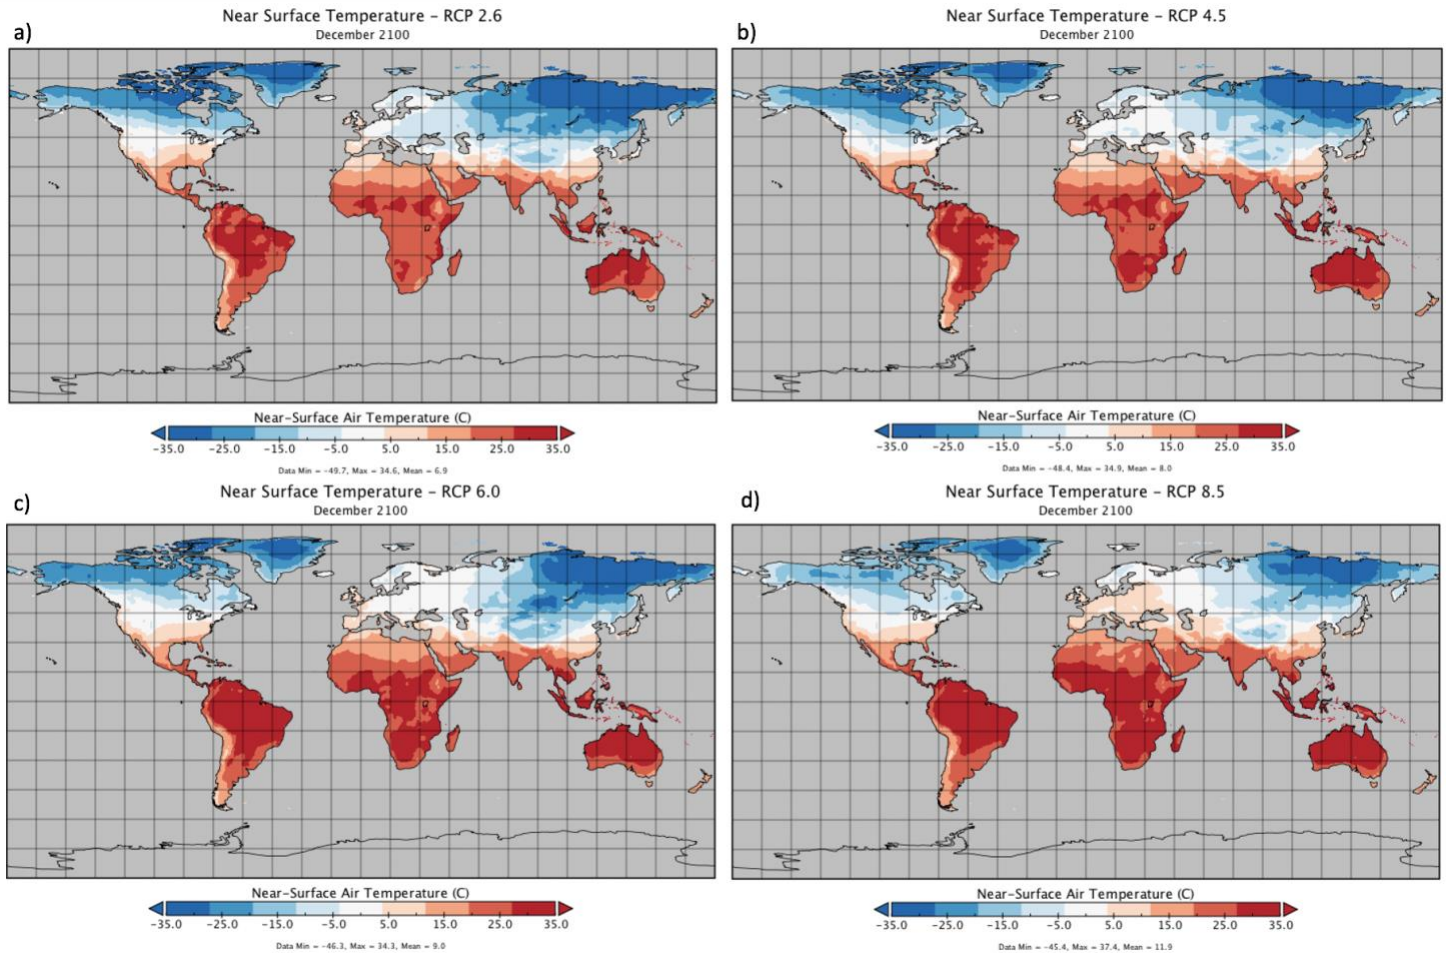 a)
Near Surface Temperature – RCP 2.6
December 2100
Near-Surface Air Temperature (C)
-35.0 -25.0 -15.0 -5.0 5.0 15.0 25.0 35.0
Data Min = -49.7, Max = 34.6, Mean = 6.9
b)
Near Surface Temperature – RCP 4.5
December 2100
Near-Surface Air Temperature (C)
-35.0 -25.0 -15.0 -5.0 5.0 15.0 25.0 35.0
Data Min = -48.4, Max = 34.9, Mean = 8.0
c)
Near Surface Temperature – RCP 6.0
December 2100
Near-Surface Air Temperature (C)
-35.0 -25.0 -15.0 -5.0 5.0 15.0 25.0 35.0
Data Min = -46.3, Max = 34.3, Mean = 9.0
d)
Near Surface Temperature – RCP 8.5
December 2100
Near-Surface Air Temperature (C)
-35.0 -25.0 -15.0 -5.0 5.0 15.0 25.0 35.0
Data Min = -45.4, Max = 37.4, Mean = 11.9